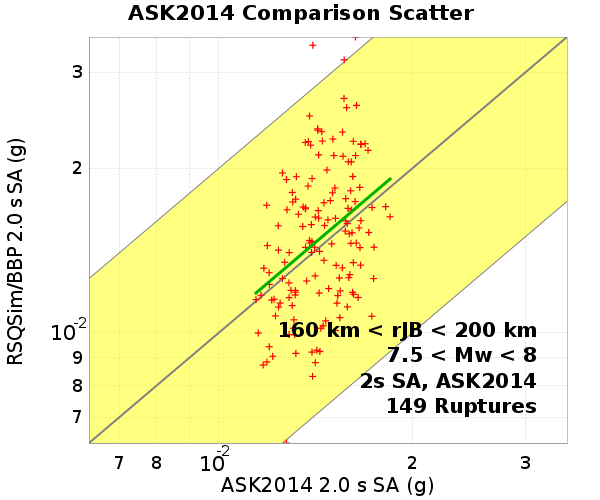 ASK2014 Comparison Scatter
RSQSim/BBP 2.0 s SA (g)
3
2
10-2
9
8
7
160 km < rJB < 200 km
7.5 < Mw < 8
2s SA, ASK2014
149 Ruptures
7 8 10-2 2 3
ASK2014 2.0 s SA (g)